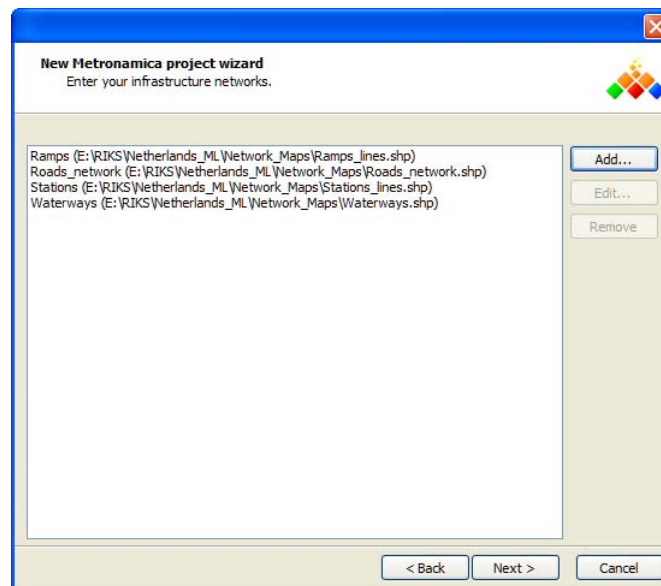 New Metronamica project wizard
Enter your infrastructure networks.
Ramps (E:\RIKS\Netherlands_ML\Network_Maps\Ramps_lines.shp)
Roads_network (E:\RIKS\Netherlands_ML\Network_Maps\Roads_network.shp)
Stations (E:\RIKS\Netherlands_ML\Network_Maps\Stations_lines.shp)
Waterways (E:\RIKS\Netherlands_ML\Network_Maps\Waterways.shp)
Add...
Edit...
Remove
< Back
Next >
Cancel